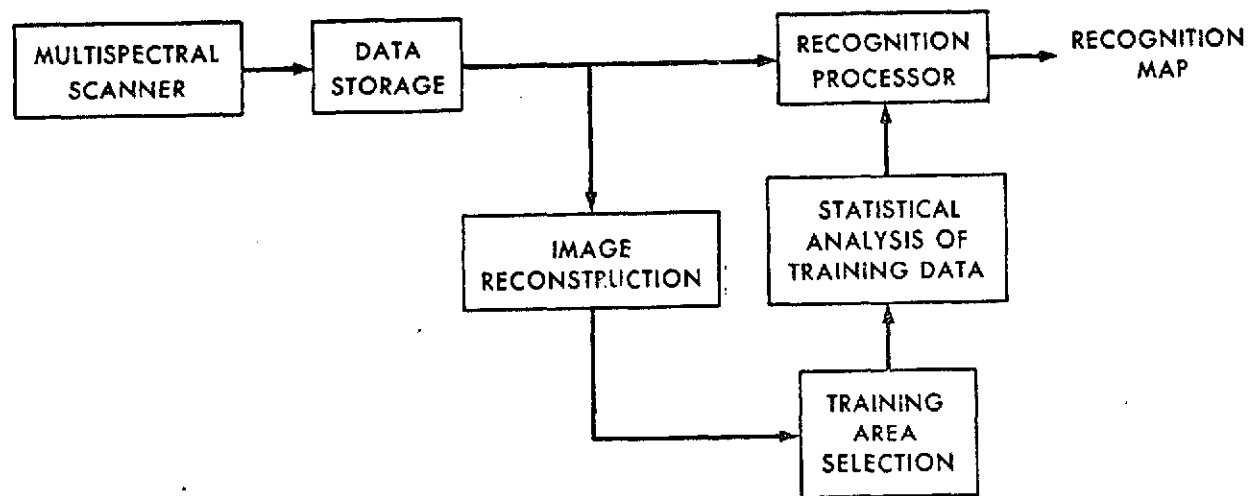 MULTISPECTRAL
SCANNER
DATA
STORAGE
RECOGNITION
PROCESSOR
RECOGNITION
MAP
IMAGE
RECONSTRUCTION
STATISTICAL
ANALYSIS OF
TRAINING DATA
TRAINING
AREA
SELECTION